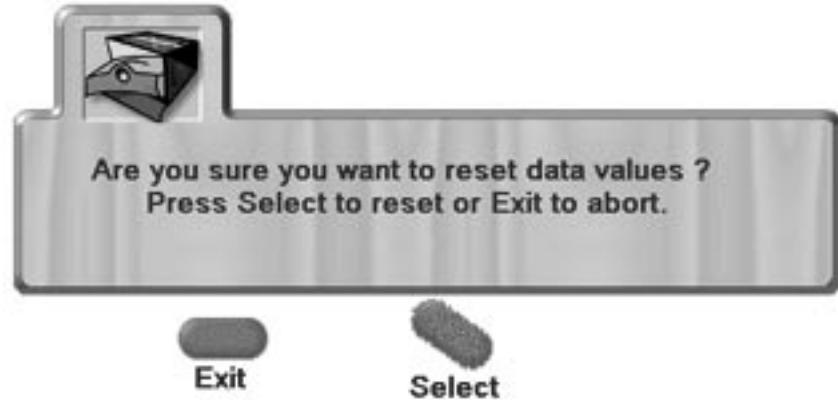 Are you sure you want to reset data values ?
Press Select to reset or Exit to abort.
Exit
Select